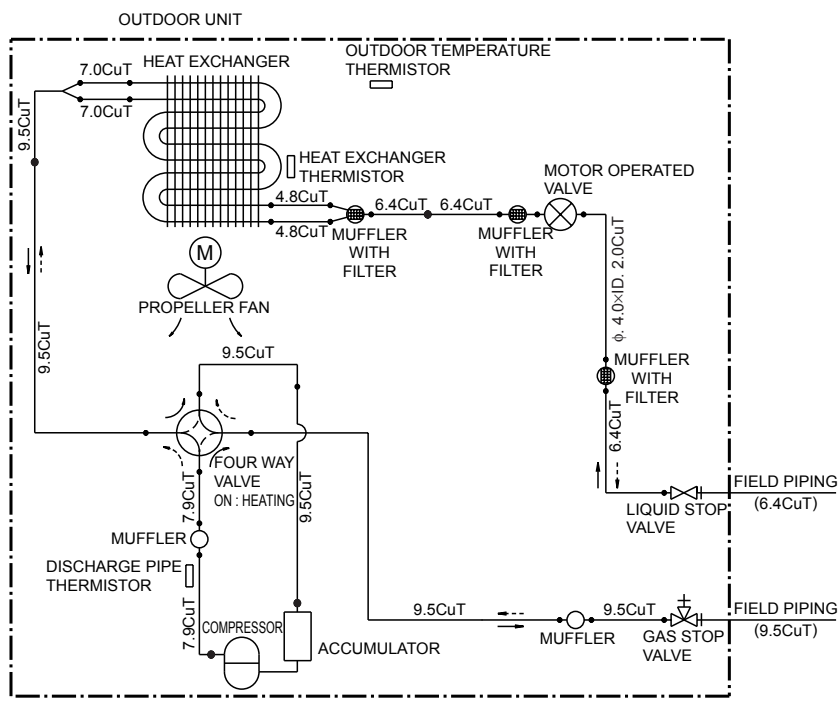 OUTDOOR UNIT
7.0CuT
HEAT EXCHANGER
OUTDOOR TEMPERATURE
THERMISTOR
7.0CuT
9.5CuT
HEAT EXCHANGER
THERMISTOR
MOTOR OPERATED
VALVE
4.8CuT
6.4CuT
6.4CuT
4.8CuT
MUFFLER
WITH
FILTER
MUFFLER
WITH
FILTER
M
PROPELLER FAN
ϕ. 4.0×ID. 2.0CuT
9.5CuT
9.5CuT
MUFFLER
WITH
FILTER
6.4CuT
FOUR WAY
VALVE
ON : HEATING
7.9CuT
9.5CuT
FIELD PIPING
(6.4CuT)
LIQUID STOP
VALVE
MUFFLER
DISCHARGE PIPE
THERMISTOR
7.9CuT
COMPRESSOR
ACCUMULATOR
9.5CuT
9.5CuT
FIELD PIPING
(9.5CuT)
MUFFLER
GAS STOP
VALVE